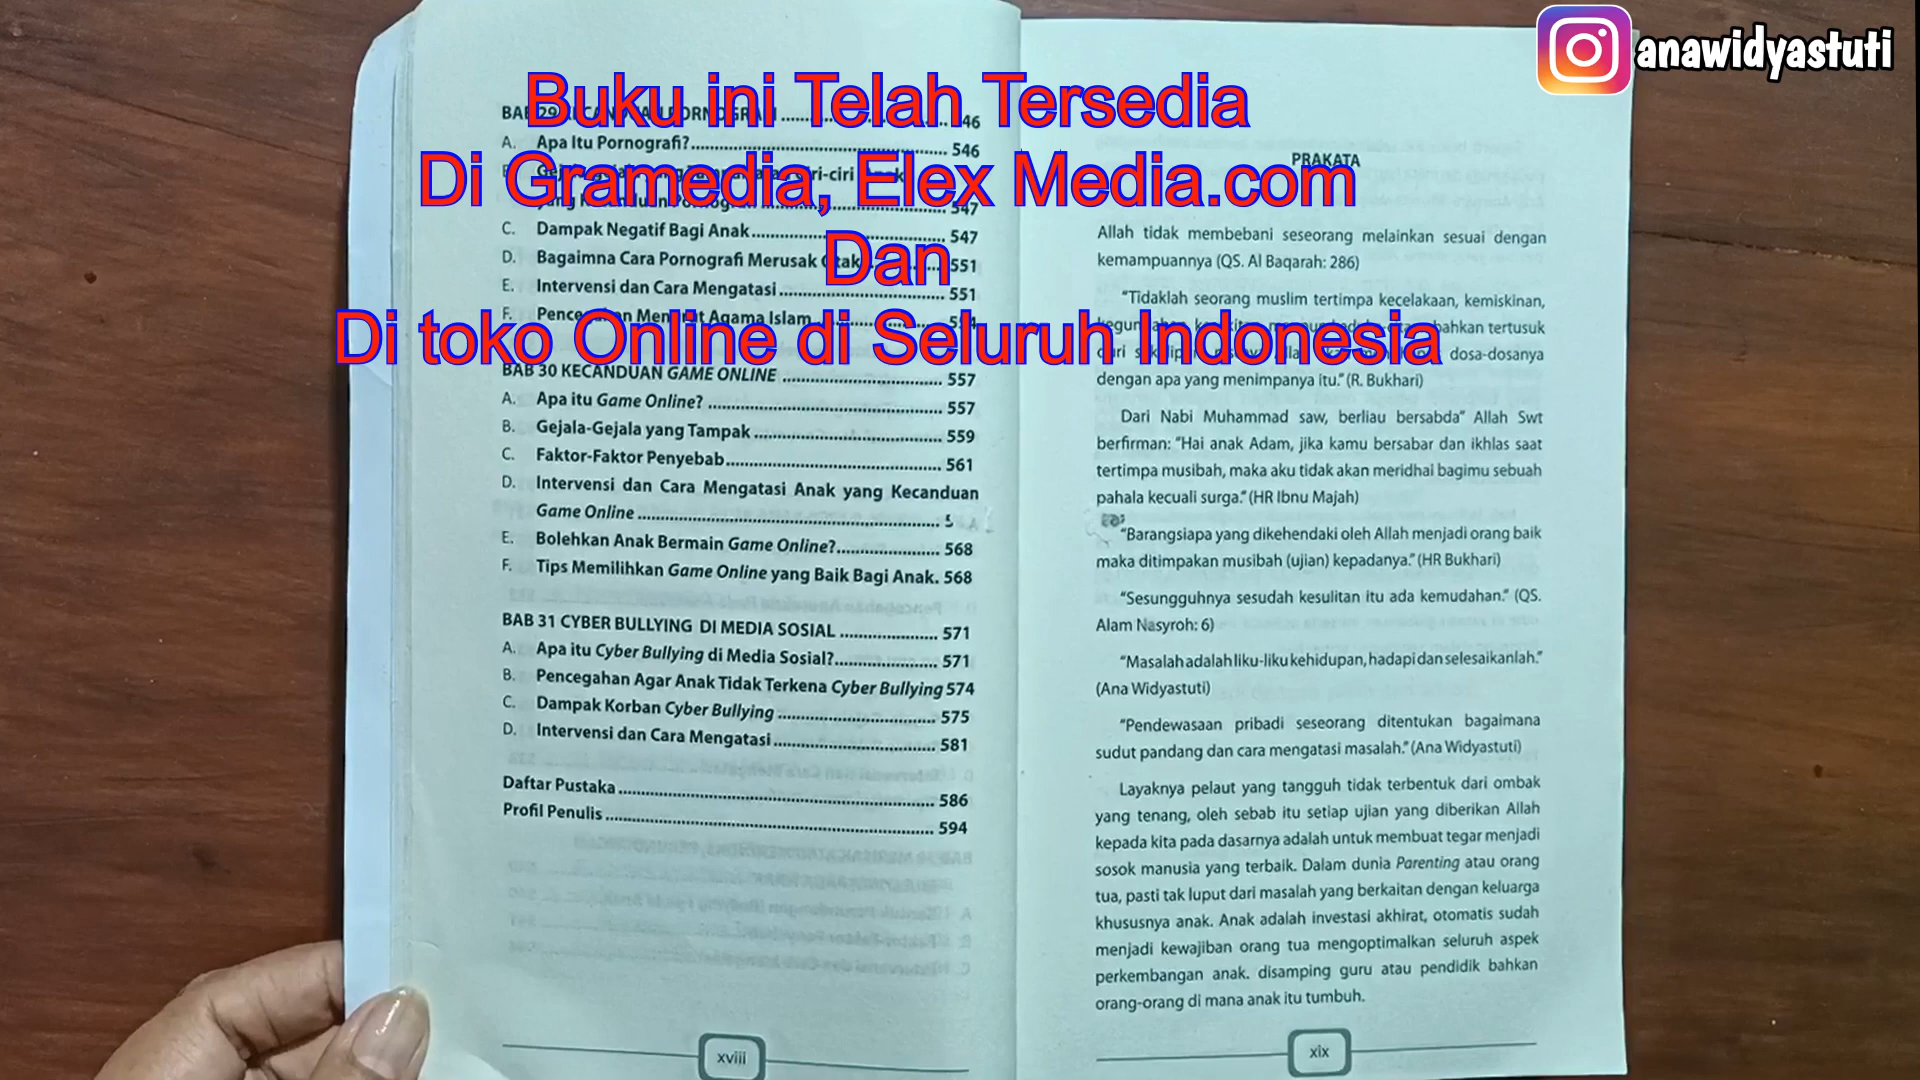 anawidyastuti
Buku ini Telah Tersedia
Di Gramedia, Elex Media.com
Dan
Di toko Online di Seluruh Indonesia
BAB 29 ..... 546
A. Apa Itu Pornografi? ..... 546
..... 547
C. Dampak Negatif Bagi Anak ..... 547
D. Bagaimna Cara Pornografi Merusak Otak ..... 551
E. Intervensi dan Cara Mengatasi ..... 551
F. Pencegahan Menurut Agama Islam .....
BAB 30 KECANDUAN GAME ONLINE ..... 557
A. Apa itu Game Online? ..... 557
B. Gejala-Gejala yang Tampak ..... 559
C. Faktor-Faktor Penyebab ..... 561
D. Intervensi dan Cara Mengatasi Anak yang Kecanduan
Game Online ..... 5
E. Bolehkan Anak Bermain Game Online? ..... 568
F. Tips Memilihkan Game Online yang Baik Bagi Anak. 568
BAB 31 CYBER BULLYING DI MEDIA SOSIAL ..... 571
A. Apa itu Cyber Bullying di Media Sosial? ..... 571
B. Pencegahan Agar Anak Tidak Terkena Cyber Bullying 574
C. Dampak Korban Cyber Bullying ..... 575
D. Intervensi dan Cara Mengatasi ..... 581
Daftar Pustaka ..... 586
Profil Penulis ..... 594
xviii
PRAKATA
Allah tidak membebani seseorang melainkan sesuai dengan
kemampuannya (QS. Al Baqarah: 286)
“Tidaklah seorang muslim tertimpa kecelakaan, kemiskinan,
bahkan tertusuk
dosa-dosanya
dengan apa yang menimpanya itu.” (R. Bukhari)
Dari Nabi Muhammad saw, berliau bersabda” Allah Swt
berfirman: “Hai anak Adam, jika kamu bersabar dan ikhlas saat
tertimpa musibah, maka aku tidak akan meridhai bagimu sebuah
pahala kecuali surga.” (HR Ibnu Majah)
“Barangsiapa yang dikehendaki oleh Allah menjadi orang baik
maka ditimpakan musibah (ujian) kepadanya.” (HR Bukhari)
“Sesungguhnya sesudah kesulitan itu ada kemudahan.” (QS.
Alam Nasyroh: 6)
“Masalah adalah liku-liku kehidupan, hadapi dan selesaikanlah.”
(Ana Widyastuti)
“Pendewasaan pribadi seseorang ditentukan bagaimana
sudut pandang dan cara mengatasi masalah.” (Ana Widyastuti)
Layaknya pelaut yang tangguh tidak terbentuk dari ombak
yang tenang, oleh sebab itu setiap ujian yang diberikan Allah
kepada kita pada dasarnya adalah untuk membuat tegar menjadi
sosok manusia yang terbaik. Dalam dunia Parenting atau orang
tua, pasti tak luput dari masalah yang berkaitan dengan keluarga
khususnya anak. Anak adalah investasi akhirat, otomatis sudah
menjadi kewajiban orang tua mengoptimalkan seluruh aspek
perkembangan anak. disamping guru atau pendidik bahkan
orang-orang di mana anak itu tumbuh.
xix